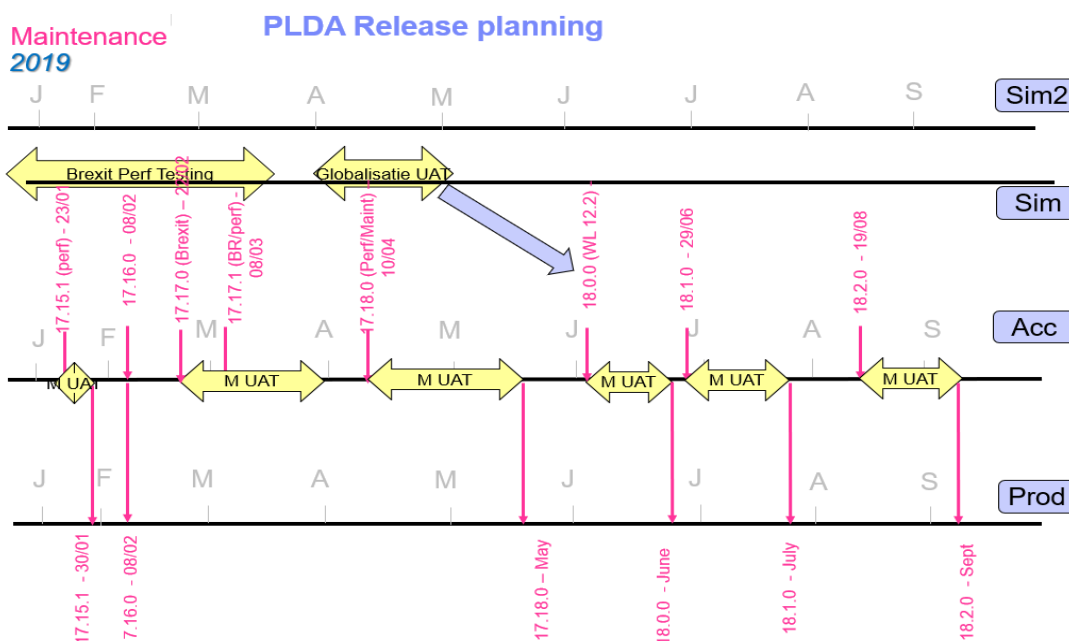 PLDA Release planning
Maintenance
2019
J F M A M J J A S
Sim2
Brexit Perf Testing
Globalisatie UAT
Sim
17.15.1 (perf) - 23/01
17.16.0 - 08/02
17.17.0 (Brexit) – 22/02
17.17.1 (BR/perf) -
08/03
17.18.0 (Perf/Maint) -
10/04
18.0.0 (WL 12.2) -
18.1.0 - 29/06
18.2.0 - 19/08
J F M A M J J A S
Acc
M UAT
M UAT
M UAT
M UAT
M UAT
M UAT
J F M A M J J A S
Prod
17.15.1 - 30/01
7.16.0 - 08/02
17.18.0 – May
18.0.0 - June
18.1.0 - July
18.2.0 - Sept